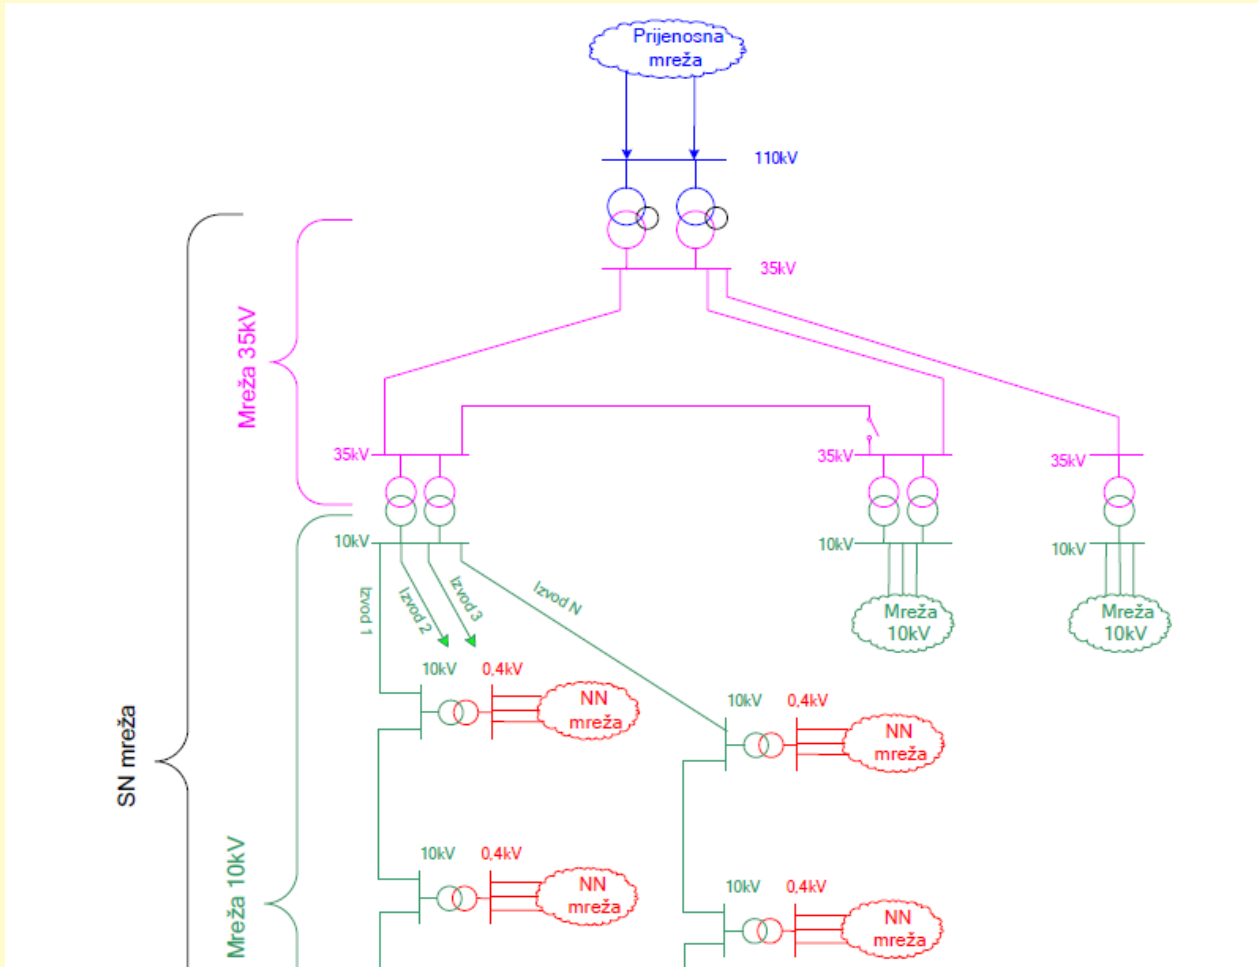 Prijenosna
mreža
110kV
35kV
Mreža 35kV
35kV
35kV
35kV
10kV
10kV
10kV
Izvod 1
Izvod 2
Izvod 3
Izvod N
Mreža
10kV
Mreža
10kV
10kV
0,4kV
NN
mreža
10kV
0,4kV
NN
mreža
SN mreža
Mreža 10kV
10kV
0,4kV
NN
mreža
10kV
0,4kV
NN
mreža